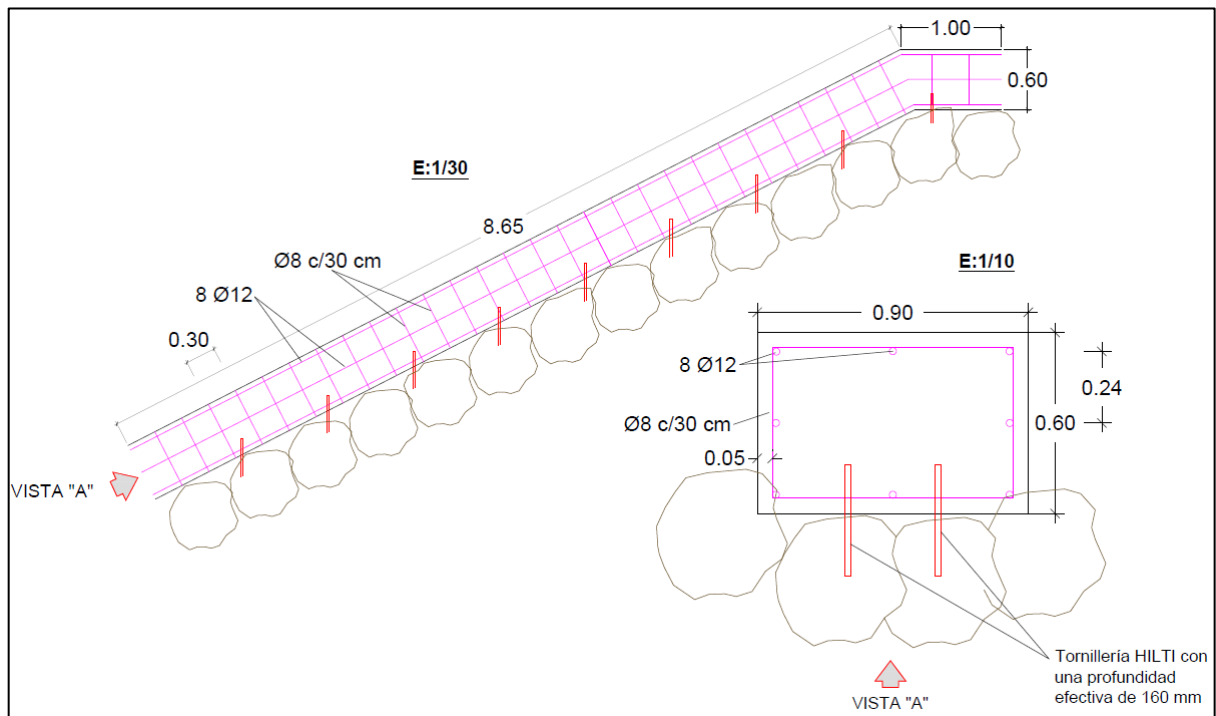 1.00
0.60
E:1/30
8.65
Ø8 c/30 cm
8 Ø12
0.30
VISTA "A"
E:1/10
0.90
8 Ø12
0.24
Ø8 c/30 cm
0.60
0.05
Tornillería HILTI con
una profundidad
efectiva de 160 mm
VISTA "A"